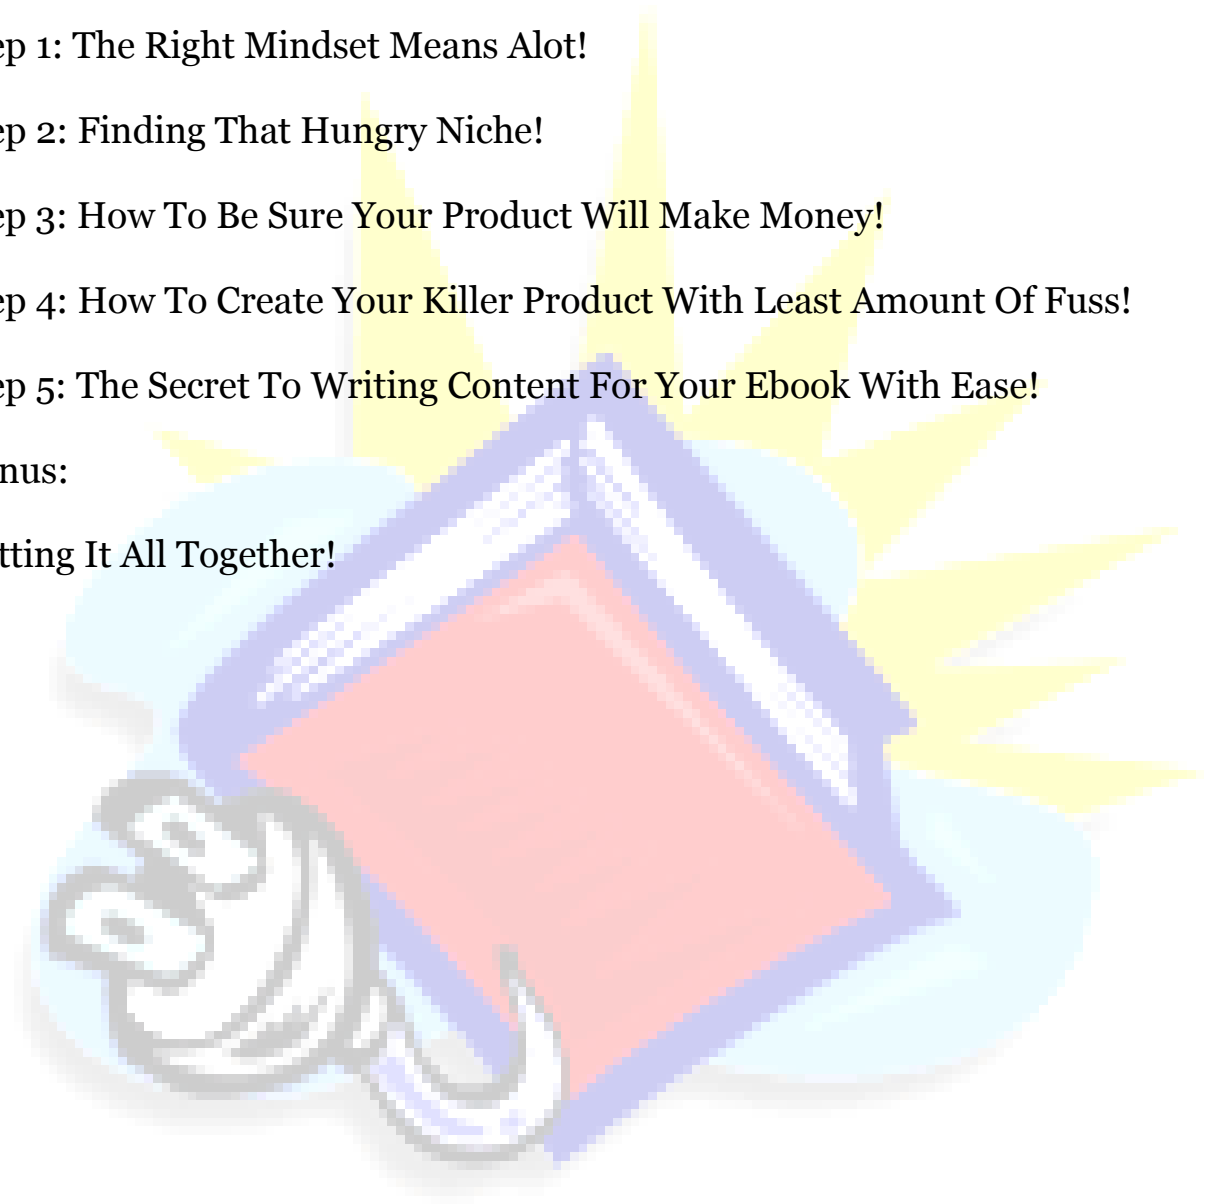 ep 1: The Right Mindset Means Alot!
ep 2: Finding That Hungry Niche!
ep 3: How To Be Sure Your Product Will Make Money!
ep 4: How To Create Your Killer Product With Least Amount Of Fuss!
ep 5: The Secret To Writing Content For Your Ebook With Ease!
nus:
tting It All Together!